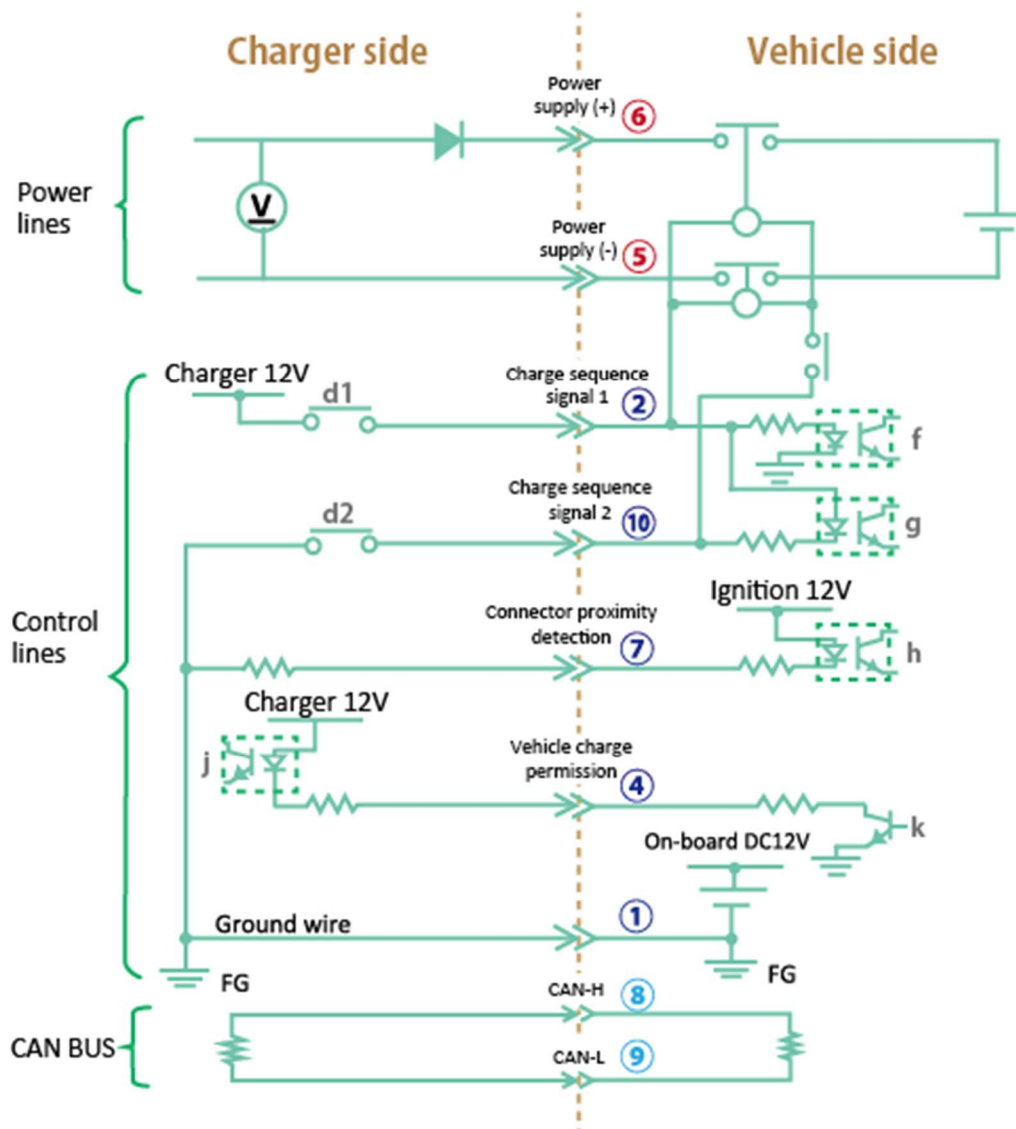 Charger side
Vehicle side
Power
supply (+)
6
Power
lines
V
Power
supply (-)
5
Charger 12V
d1
Charge sequence
signal 1
2
f
Charge sequence
signal 2
10
d2
g
Control
lines
Connector proximity
detection
7
Ignition 12V
h
Charger 12V
j
Vehicle charge
permission
4
k
On-board DC12V
Ground wire
1
FG
FG
CAN BUS
CAN-H
8
CAN-L
9